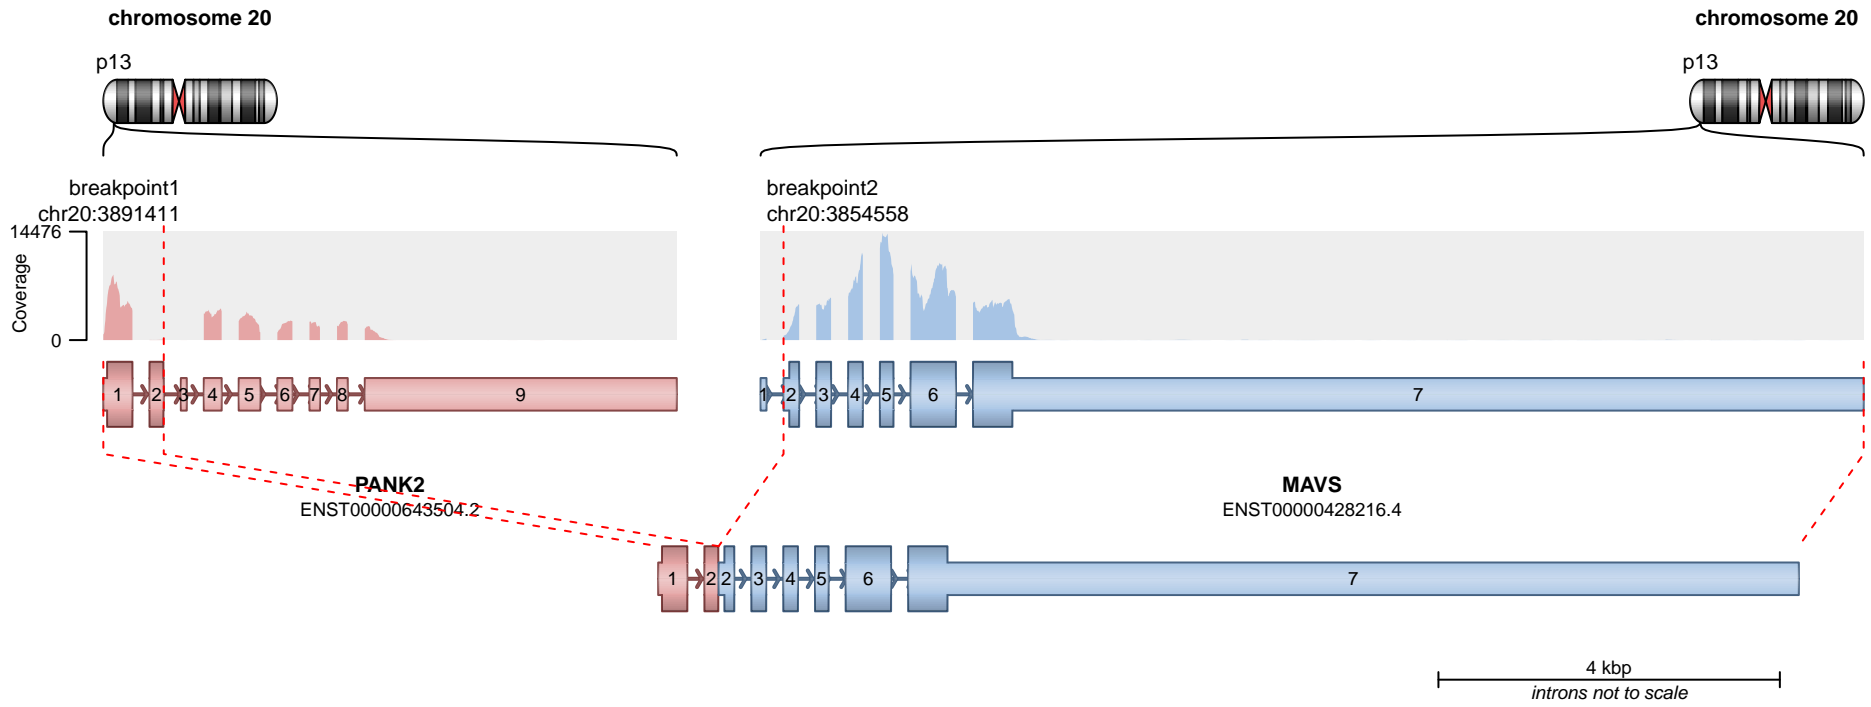 chromosome 20
chromosome 20
p13
p13
breakpoint1
chr20:3891411
breakpoint2
chr20:3854558
14476
Coverage
0
1 2 3 4 5 6 7 8 9
1 2 3 4 5 6 7
PANK2
ENST00000643504.2
MAVS
ENST00000428216.4
1 2 2 3 4 5 6 7
4 kbp
introns not to scale